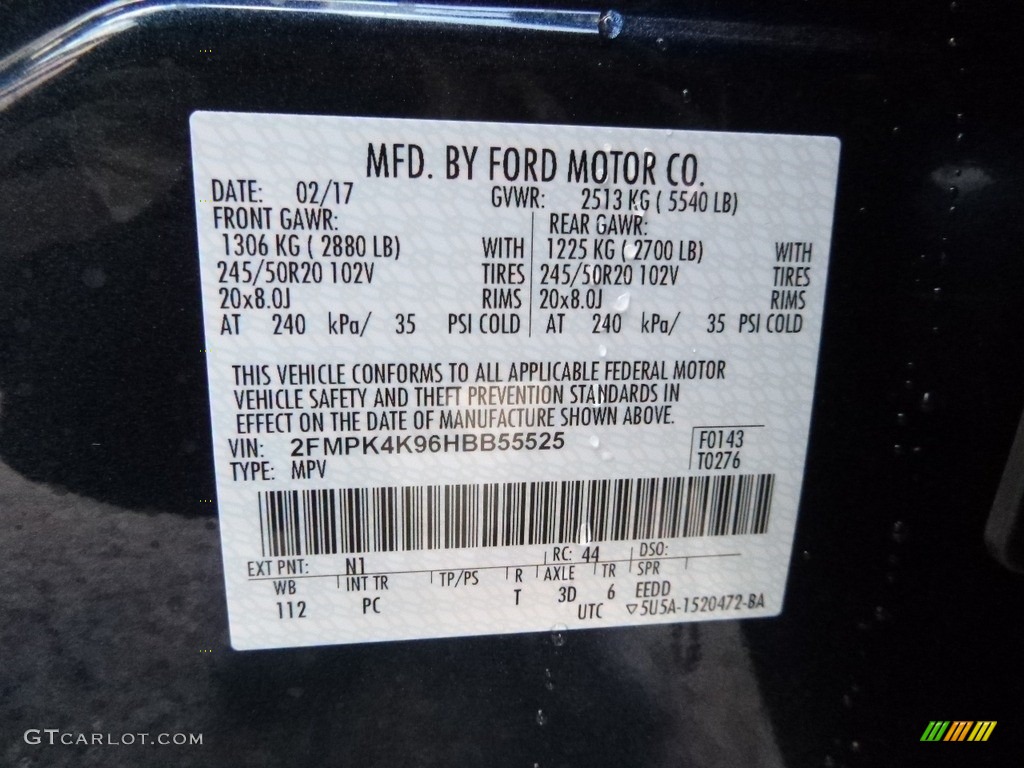 MFD. BY FORD MOTOR CO.
DATE: 02/17 GVWR: 2513 KG ( 5540 LB)
FRONT GAWR: REAR GAWR:
1306 KG ( 2880 LB) WITH 1225 KG ( 2700 LB) WITH
245/50R20 102V TIRES 245/50R20 102V TIRES
20x8.0J RIMS 20x8.0J RIMS
AT 240 kPa/ 35 PSI COLD AT 240 kPa/ 35 PSI COLD
THIS VEHICLE CONFORMS TO ALL APPLICABLE FEDERAL MOTOR
VEHICLE SAFETY AND THEFT PREVENTION STANDARDS IN
EFFECT ON THE DATE OF MANUFACTURE SHOWN ABOVE.
VIN: 2FMPK4K96HBB55525 F0143
TYPE: MPV T0276
EXT PNT: N1 RC: 44 DSO:
WB INT TR TP/PS R AXLE TR SPR
112 PC T 3D 6 EEDD
UTC ▽5U5A-1520472-BA
GTCARLOT.COM